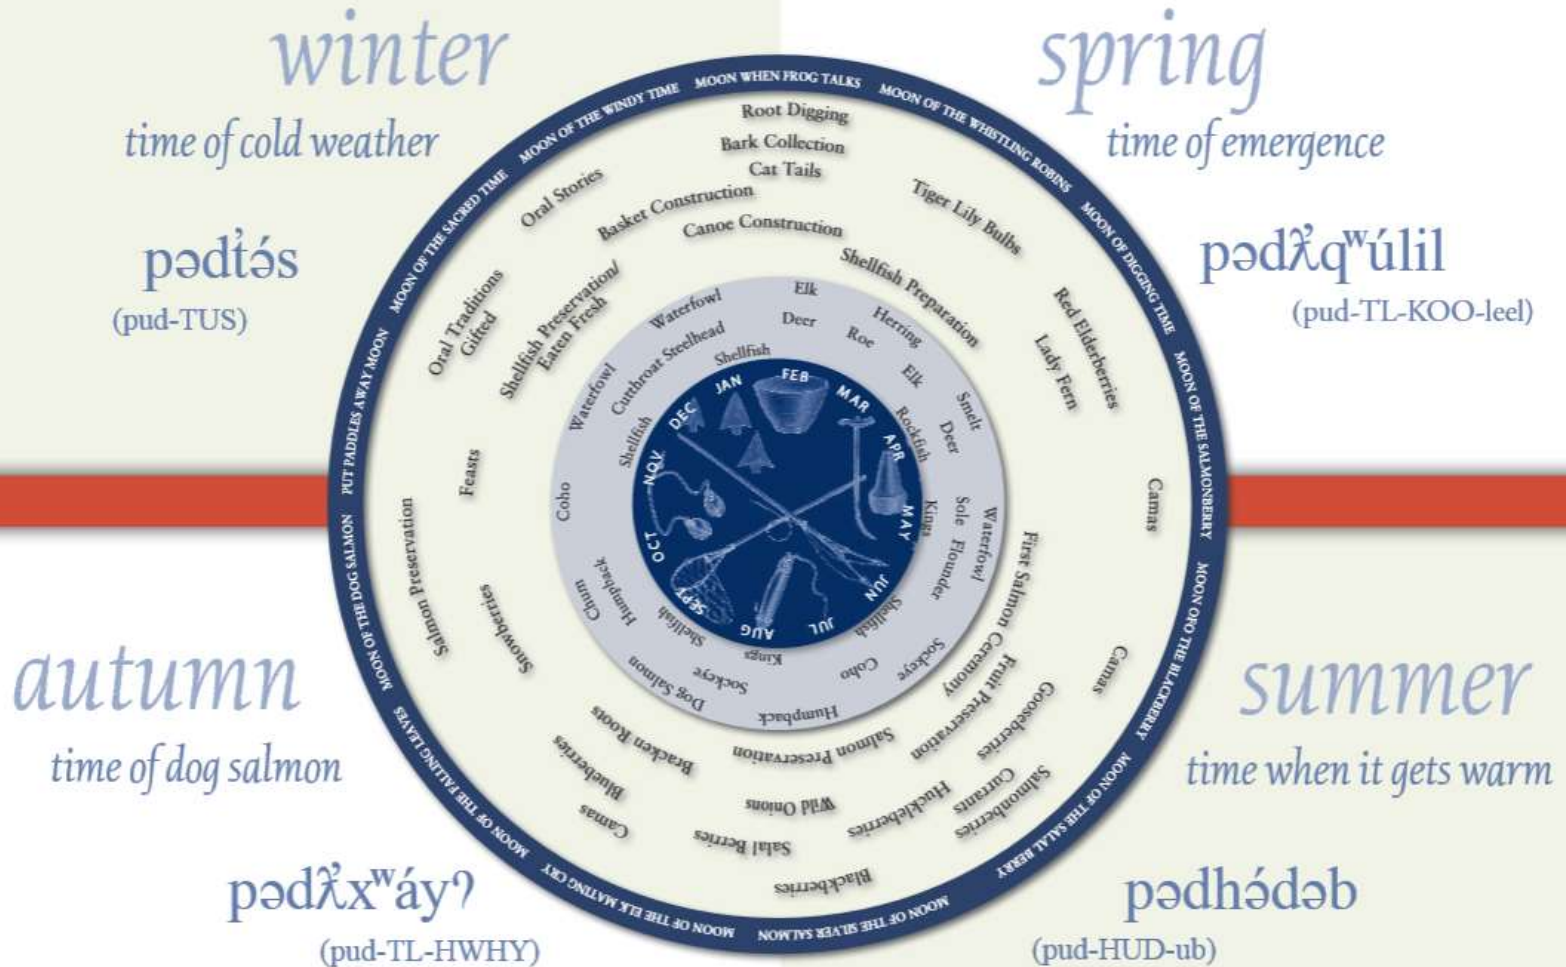 winter
time of cold weather
pədt̓ə́s
(pud-TUS)
spring
time of emergence
pədƛ̓qʷúlil
(pud-TL-KOO-leel)
autumn
time of dog salmon
pədƛ̓xʷáyʔ
(pud-TL-HWHY)
summer
time when it gets warm
pədhə́dəb
(pud-HUD-ub)
MOON WHEN FROG TALKS
MOON OF THE WHISTLING ROBINS
MOON OF DIGGING TIME
MOON OF THE SALMONBERRY
MOON OFO THE BLACKBERRY
MOON OF THE SALAL BERRY
MOON OF THE SILVER SALMON
MOON OF THE ELK MATING CRY
MOON OF THE FALLING LEAVES
MOON OF THE DOG SALMON
PUT PADDLES AWAY MOON
MOON OF THE SACRED TIME
MOON OF THE WINDY TIME
Root Digging
Bark Collection
Cat Tails
Basket Construction
Canoe Construction
Tiger Lily Bulbs
Shellfish Preparation
Red Elderberries
Lady Fern
Camas
First Salmon Ceremony
Camas
Fruit Preservation
Gooseberries
Currants
Salmonberries
Huckleberries
Salmon Preservation
Wild Onions
Salal Berries
Blackberries
Bracken Roots
Blueberries
Camas
Snowberries
Salmon Preservation
Feasts
Oral Traditions
Gifted
Shellfish Preservation/
Eaten Fresh
Oral Stories
Waterfowl
Cutthroat Steelhead
Shellfish
Elk
Deer
Herring
Roe
Elk
Smelt
Deer
Rockfish
Waterfowl
Sole Flounder
Kings
Shellfish
Sockeye
Coho
Humpback
Kings
Sockeye
Dog Salmon
Shellfish
Humpback
Chum
Coho
Shellfish
Waterfowl
JAN
FEB
MAR
APR
MAY
JUN
JUL
AUG
SEPT
OCT
NOV
DEC